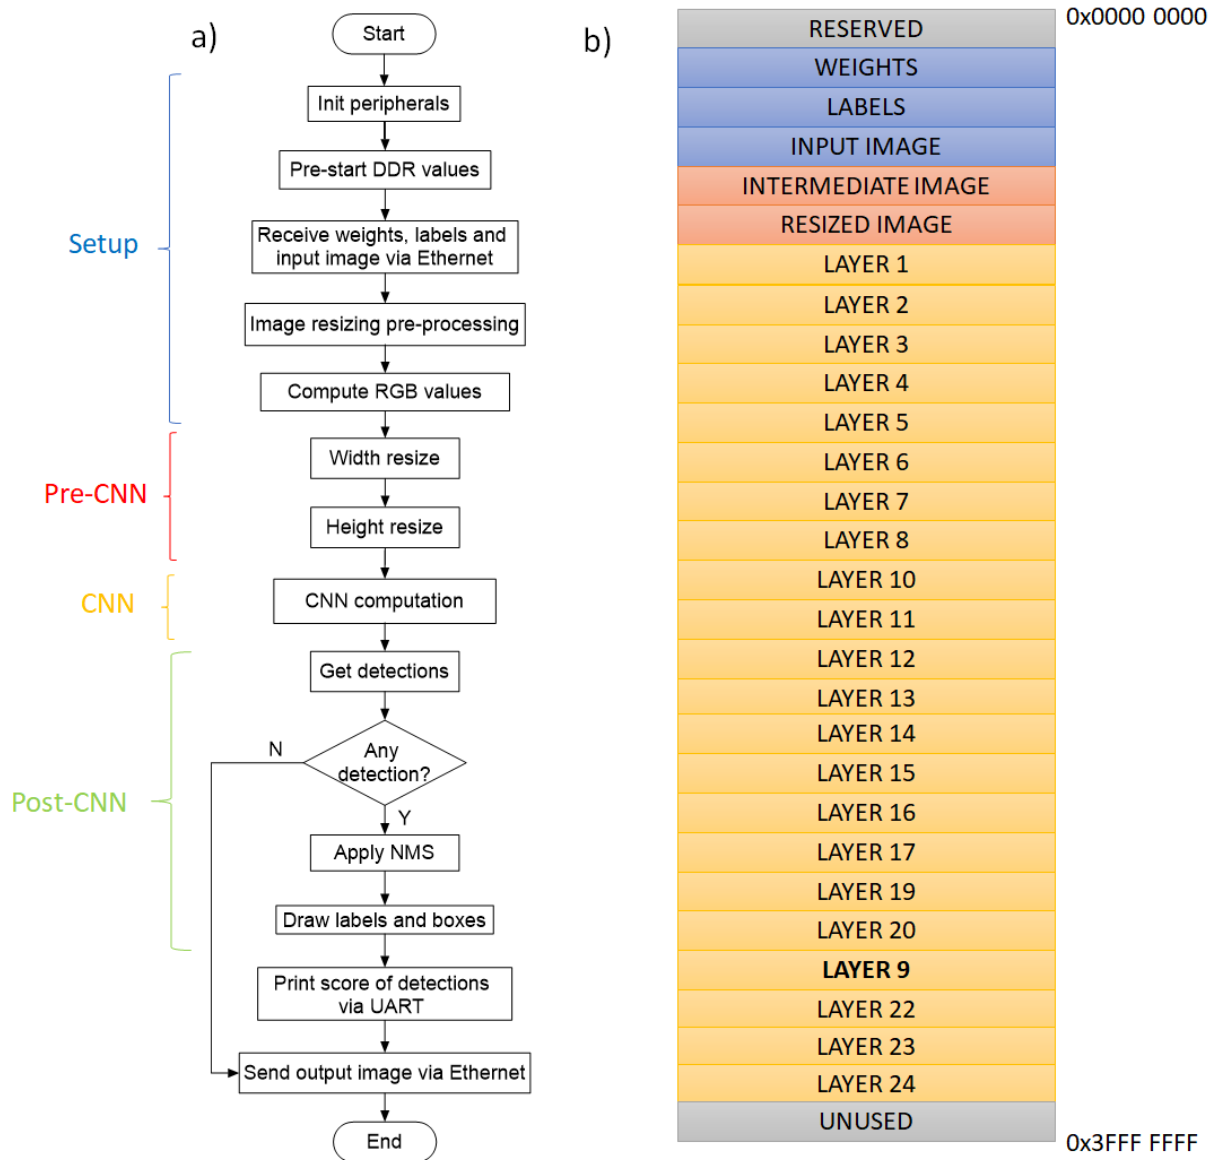 a)
Start
Init peripherals
Pre-start DDR values
Setup
Receive weights, labels and
input image via Ethernet
Image resizing pre-processing
Compute RGB values
Pre-CNN
Width resize
Height resize
CNN
CNN computation
Get detections
Post-CNN
N
Any
detection?
Y
Apply NMS
Draw labels and boxes
Print score of detections
via UART
Send output image via Ethernet
End
b)
0x0000 0000
RESERVED
WEIGHTS
LABELS
INPUT IMAGE
INTERMEDIATE IMAGE
RESIZED IMAGE
LAYER 1
LAYER 2
LAYER 3
LAYER 4
LAYER 5
LAYER 6
LAYER 7
LAYER 8
LAYER 10
LAYER 11
LAYER 12
LAYER 13
LAYER 14
LAYER 15
LAYER 16
LAYER 17
LAYER 19
LAYER 20
LAYER 9
LAYER 22
LAYER 23
LAYER 24
UNUSED
0x3FFF FFFF